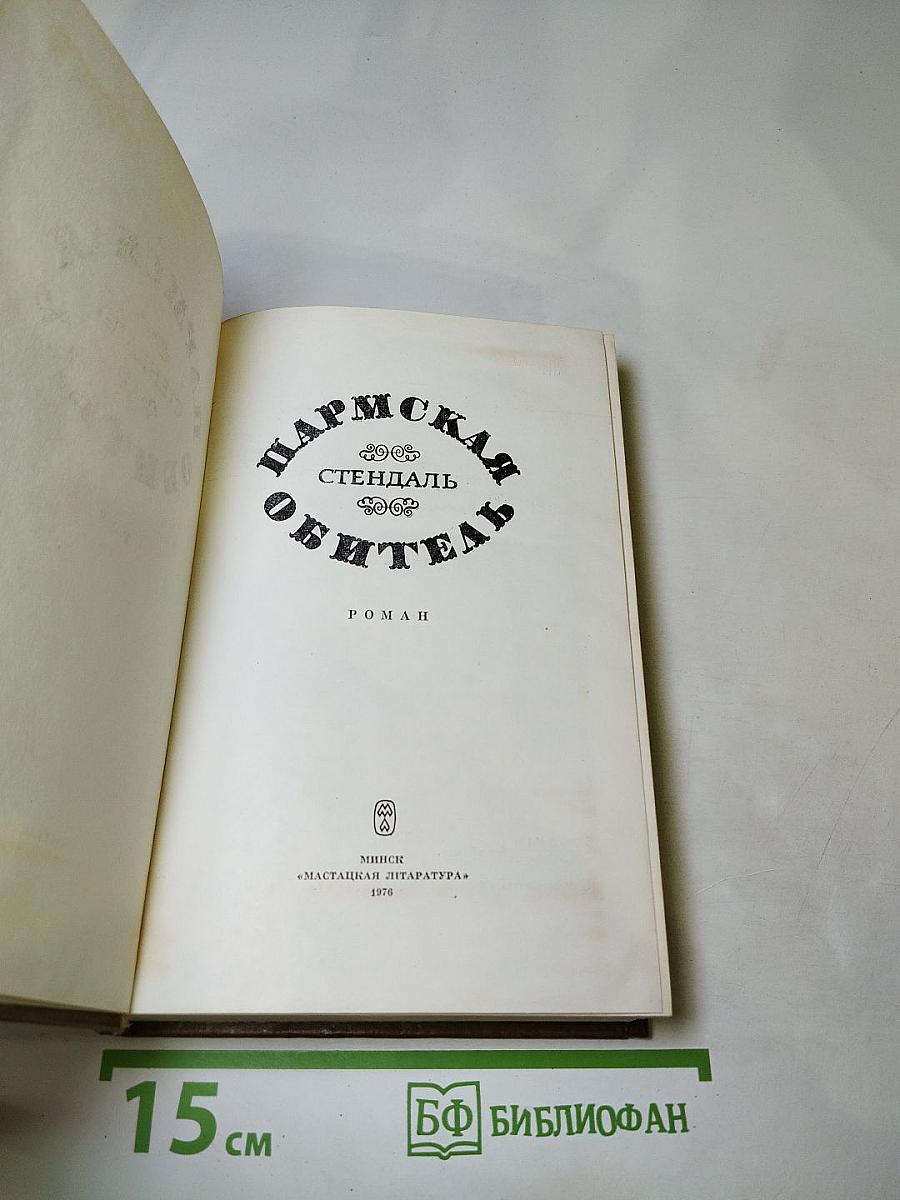 ПАРМСКАЯ
СТЕНДАЛЬ
ОБИТЕЛЬ
РОМАН
МИНСК
«МАСТАЦКАЯ ЛІТАРАТУРА»
1976
15 см
БФ БИБЛИОФАН